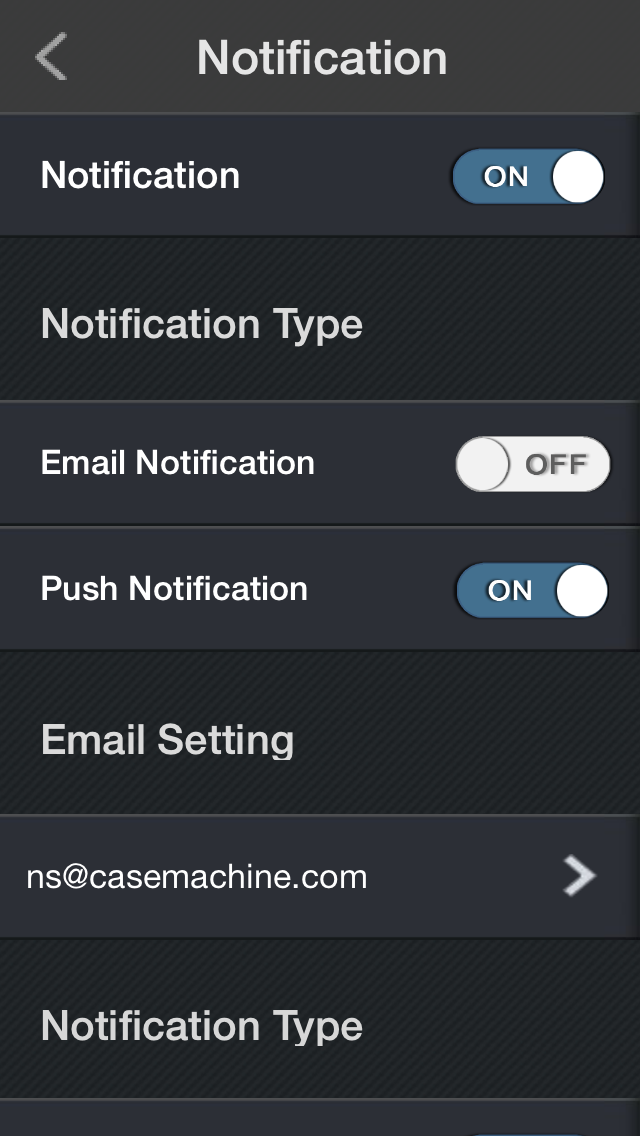 Notification
Notification ON
Notification Type
Email Notification OFF
Push Notification ON
Email Setting
ns@casemachine.com
Notification Type